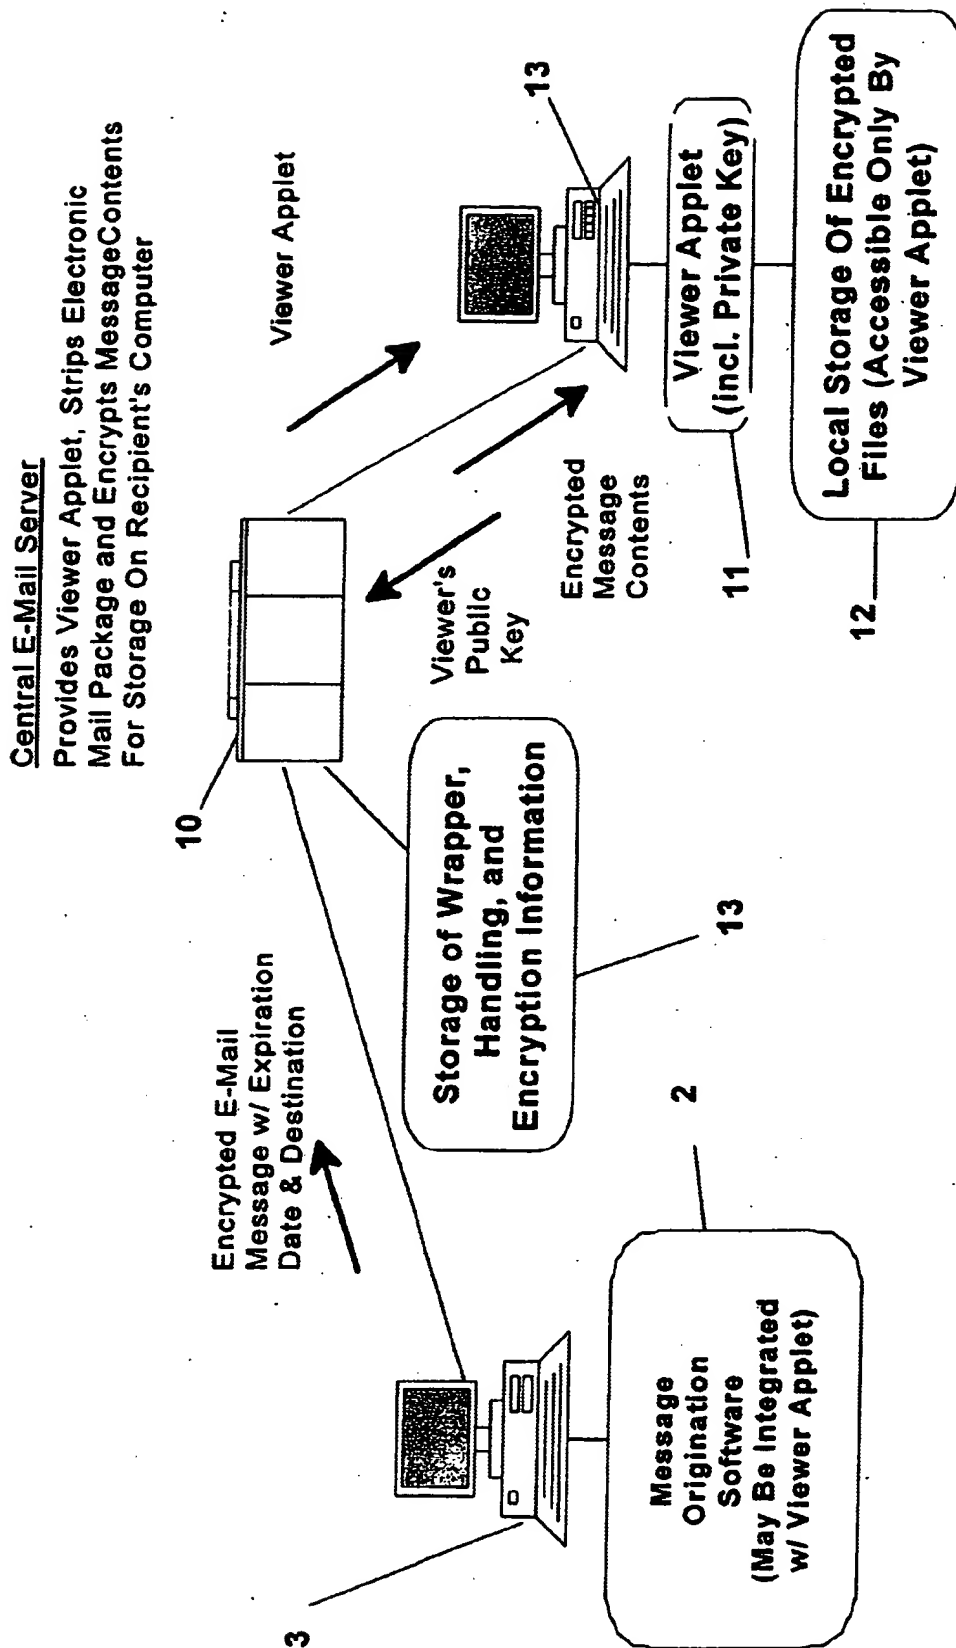 Central E-Mail Server
Provides Viewer Applet, Strips Electronic
Mail Package and Encrypts MessageContents
For Storage On Recipient's Computer
10
Viewer Applet
Encrypted E-Mail
Message w/ Expiration
Date & Destination
Viewer's
Public
Key
Encrypted
Message
Contents
13
3
Storage of Wrapper,
Handling, and
Encryption Information
13
Viewer Applet
(incl. Private Key)
11
Message
Origination
Software
(May Be Integrated
w/ Viewer Applet)
2
Local Storage Of Encrypted
Files (Accessible Only By
Viewer Applet)
12